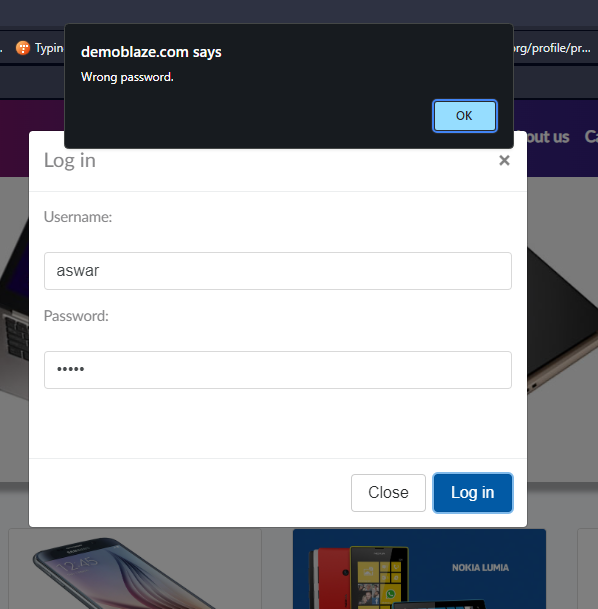 Typin
org/profile/pr...
demoblaze.com says
Wrong password.
OK
out us
Log in
×
Username:
aswar
Password:
•••••
Close
Log in
NOKIA LUMIA